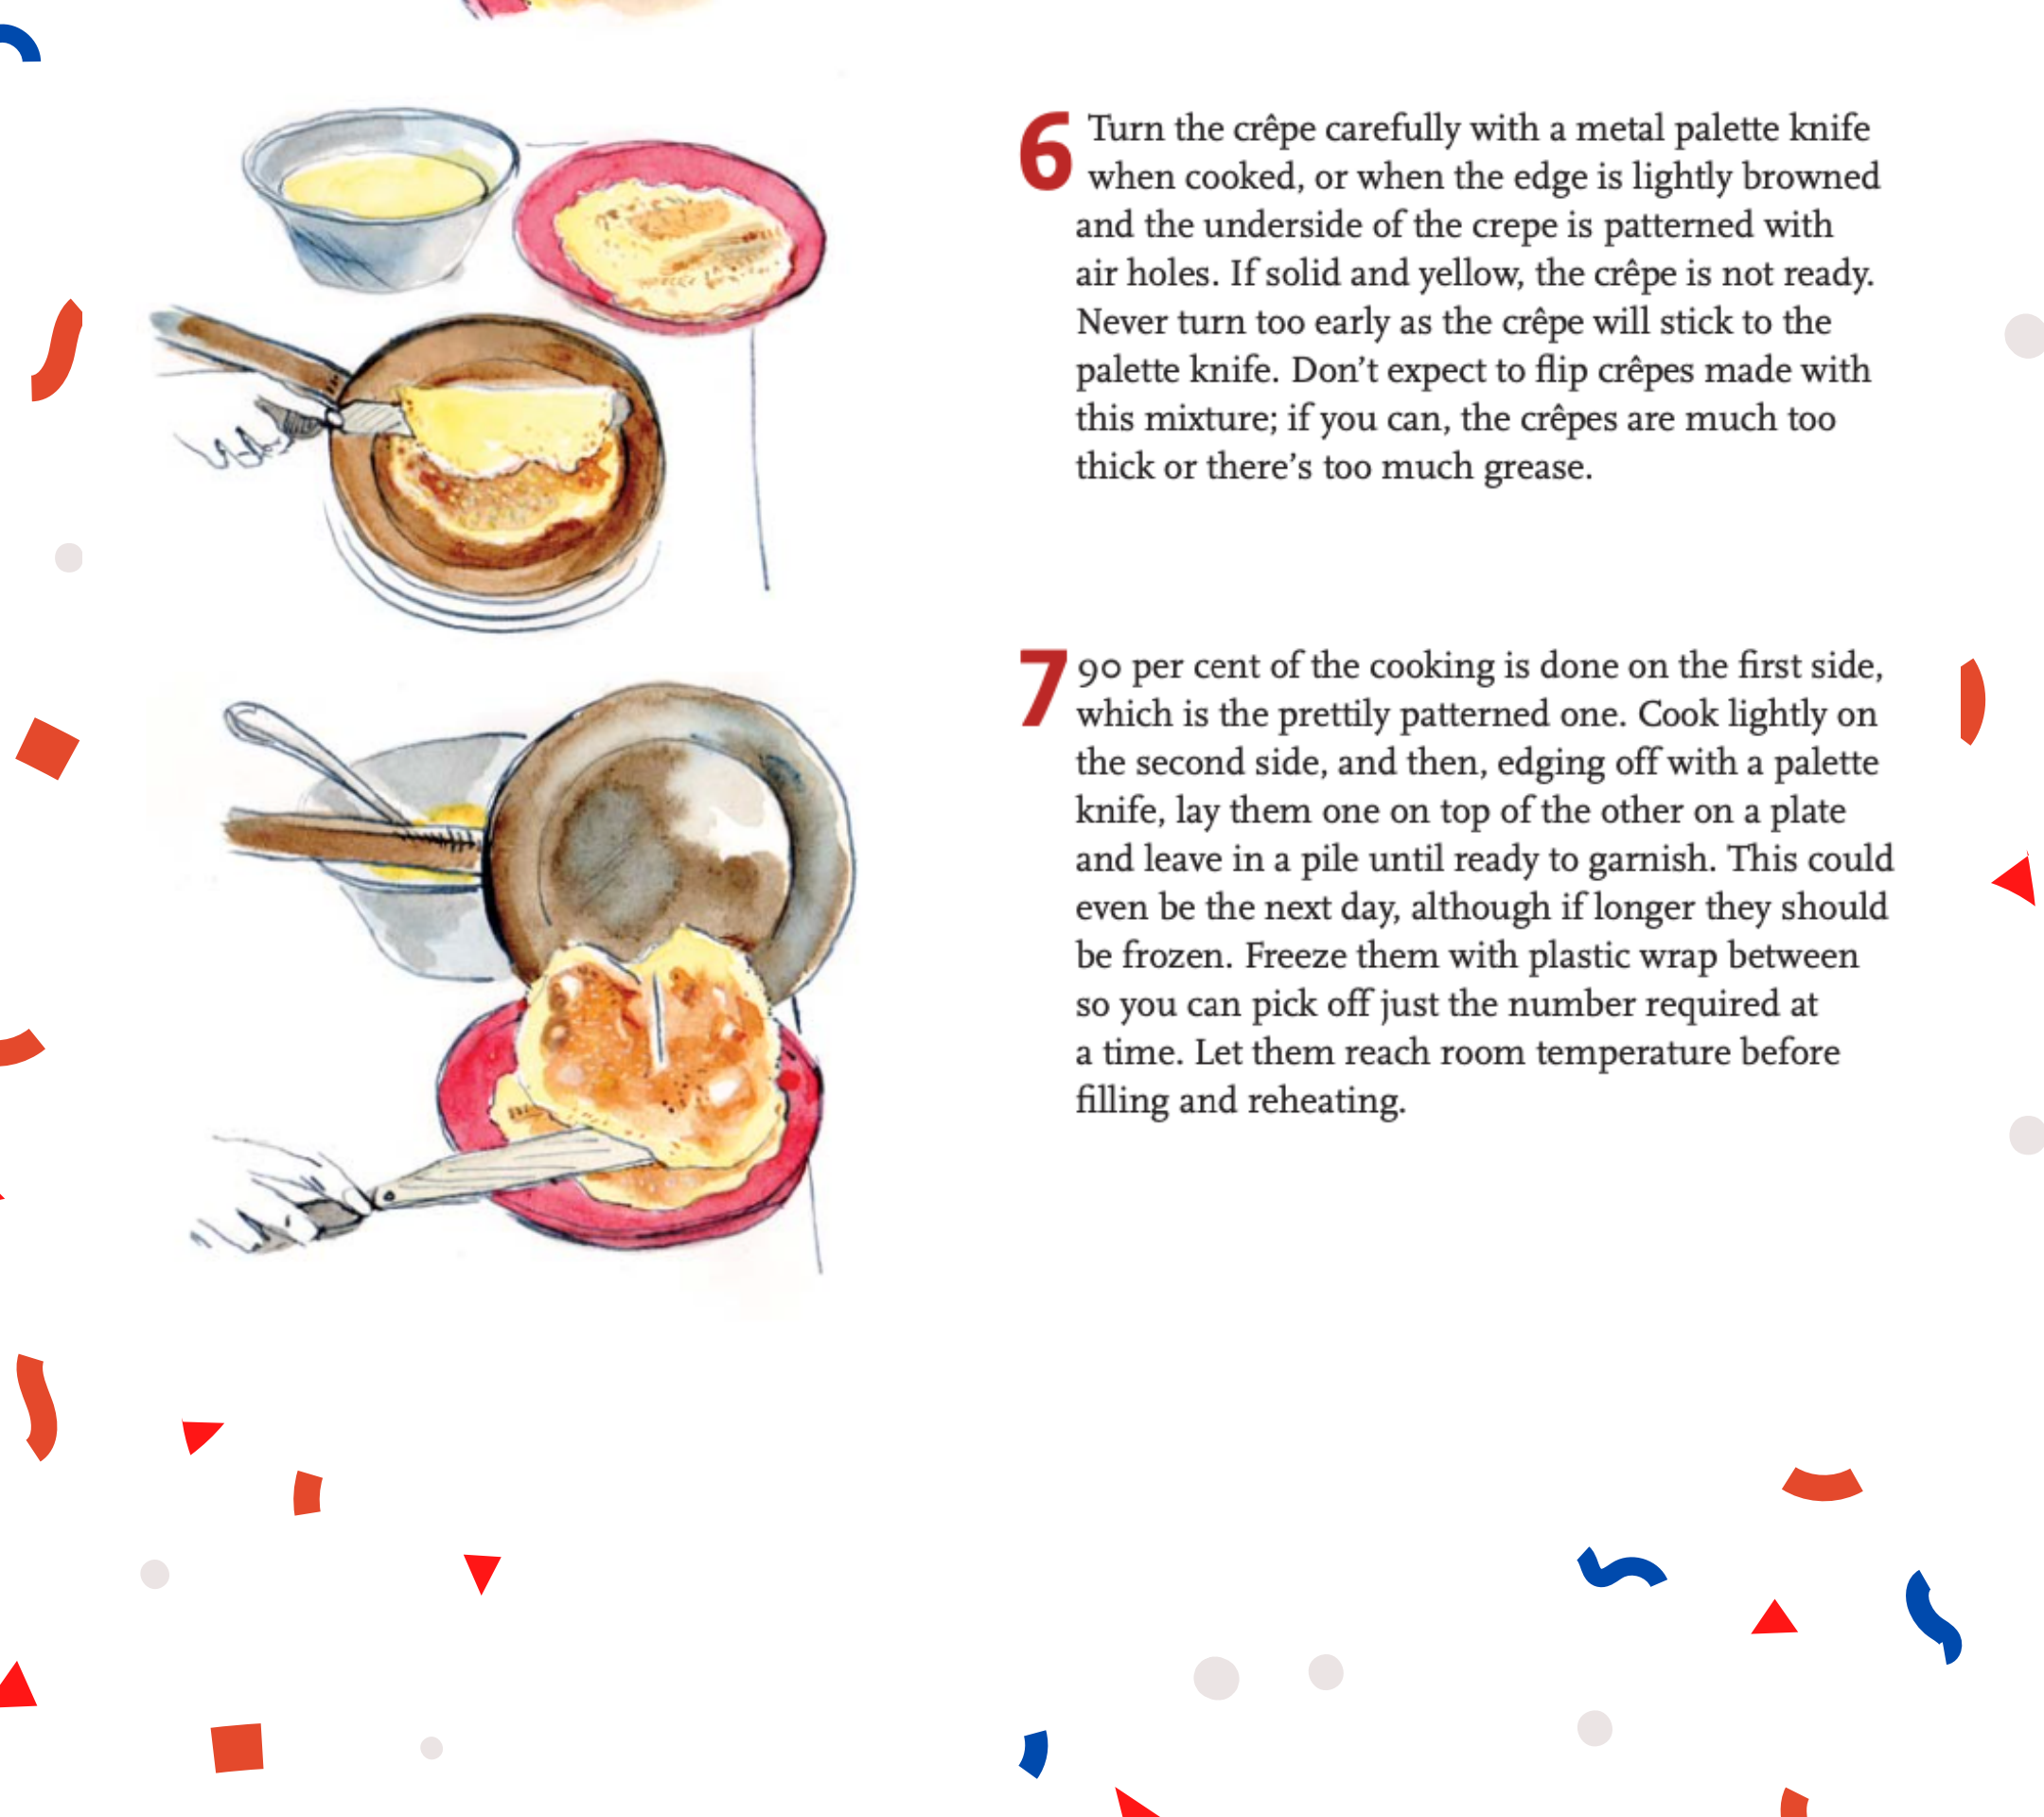 6 Turn the crêpe carefully with a metal palette knife
when cooked, or when the edge is lightly browned
and the underside of the crepe is patterned with
air holes. If solid and yellow, the crêpe is not ready.
Never turn too early as the crêpe will stick to the
palette knife. Don’t expect to flip crêpes made with
this mixture; if you can, the crêpes are much too
thick or there’s too much grease.
7 90 per cent of the cooking is done on the first side,
which is the prettily patterned one. Cook lightly on
the second side, and then, edging off with a palette
knife, lay them one on top of the other on a plate
and leave in a pile until ready to garnish. This could
even be the next day, although if longer they should
be frozen. Freeze them with plastic wrap between
so you can pick off just the number required at
a time. Let them reach room temperature before
filling and reheating.